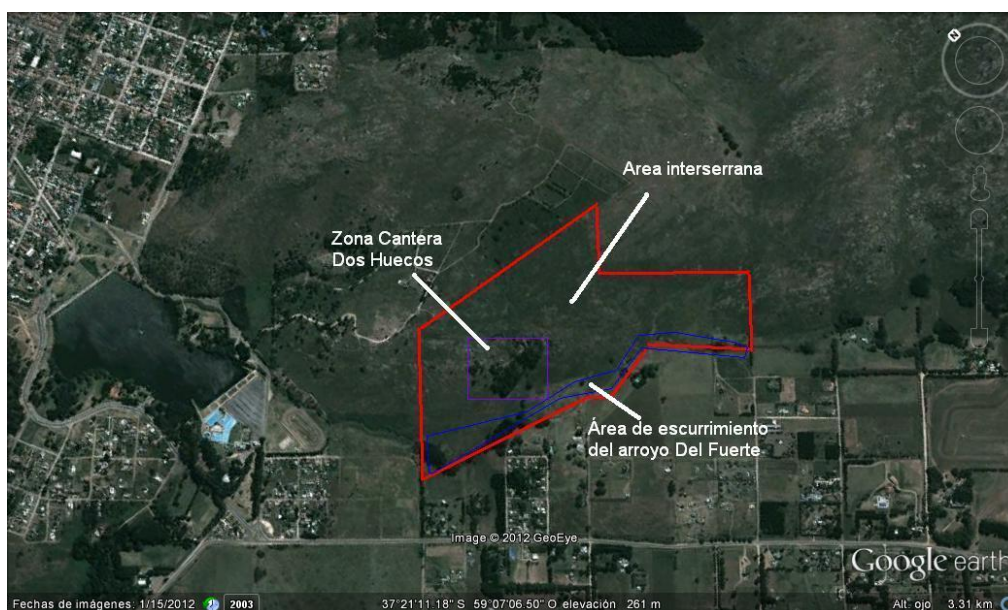 N
Area interserrana
Zona Cantera
Dos Huecos
Área de escurrimiento
del arroyo Del Fuerte
Image © 2012 GeoEye
Google earth
Fechas de imágenes: 1/15/2012 2003 37°21'11.18" S 59°07'06.50" O elevación 261 m Alt. ojo 3.31 km